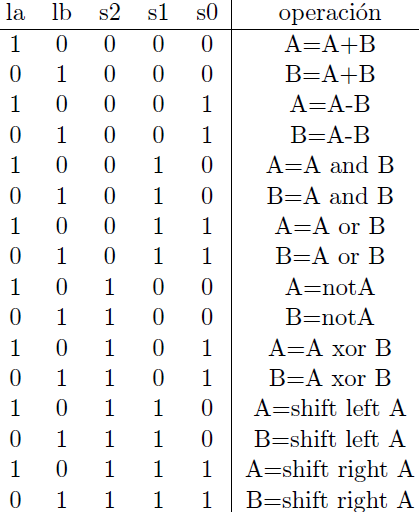 la lb s2 s1 s0 operación
1 0 0 0 0 A=A+B
0 1 0 0 0 B=A+B
1 0 0 0 1 A=A-B
0 1 0 0 1 B=A-B
1 0 0 1 0 A=A and B
0 1 0 1 0 B=A and B
1 0 0 1 1 A=A or B
0 1 0 1 1 B=A or B
1 0 1 0 0 A=notA
0 1 1 0 0 B=notA
1 0 1 0 1 A=A xor B
0 1 1 0 1 B=A xor B
1 0 1 1 0 A=shift left A
0 1 1 1 0 B=shift left A
1 0 1 1 1 A=shift right A
0 1 1 1 1 B=shift right A